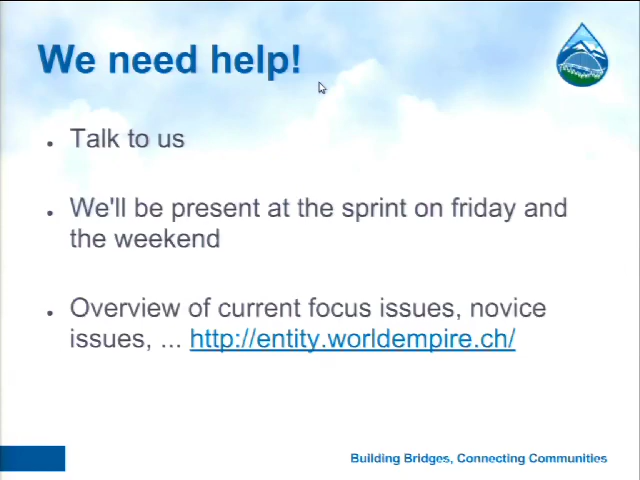 We need help!
Talk to us
We'll be present at the sprint on friday and
the weekend
Overview of current focus issues, novice
issues, ... http://entity.worldempire.ch/
Building Bridges, Connecting Communities